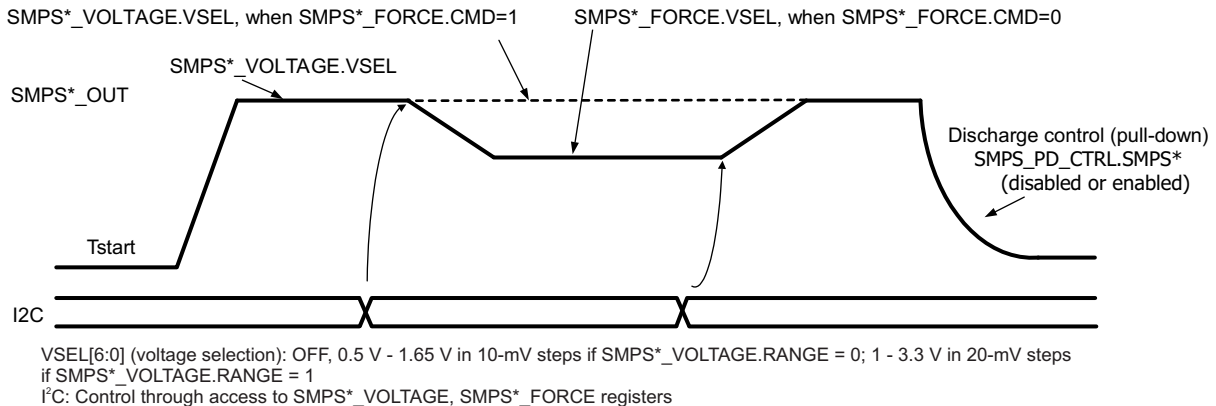 SMPS*_VOLTAGE.VSEL, when SMPS*_FORCE.CMD=1
SMPS*_FORCE.VSEL, when SMPS*_FORCE.CMD=0
SMPS*_VOLTAGE.VSEL
SMPS*_OUT
Discharge control (pull-down)
SMPS_PD_CTRL.SMPS*
(disabled or enabled)
Tstart
I2C
VSEL[6:0] (voltage selection): OFF, 0.5 V - 1.65 V in 10-mV steps if SMPS*_VOLTAGE.RANGE = 0; 1 - 3.3 V in 20-mV steps
if SMPS*_VOLTAGE.RANGE = 1
I²C: Control through access to SMPS*_VOLTAGE, SMPS*_FORCE registers